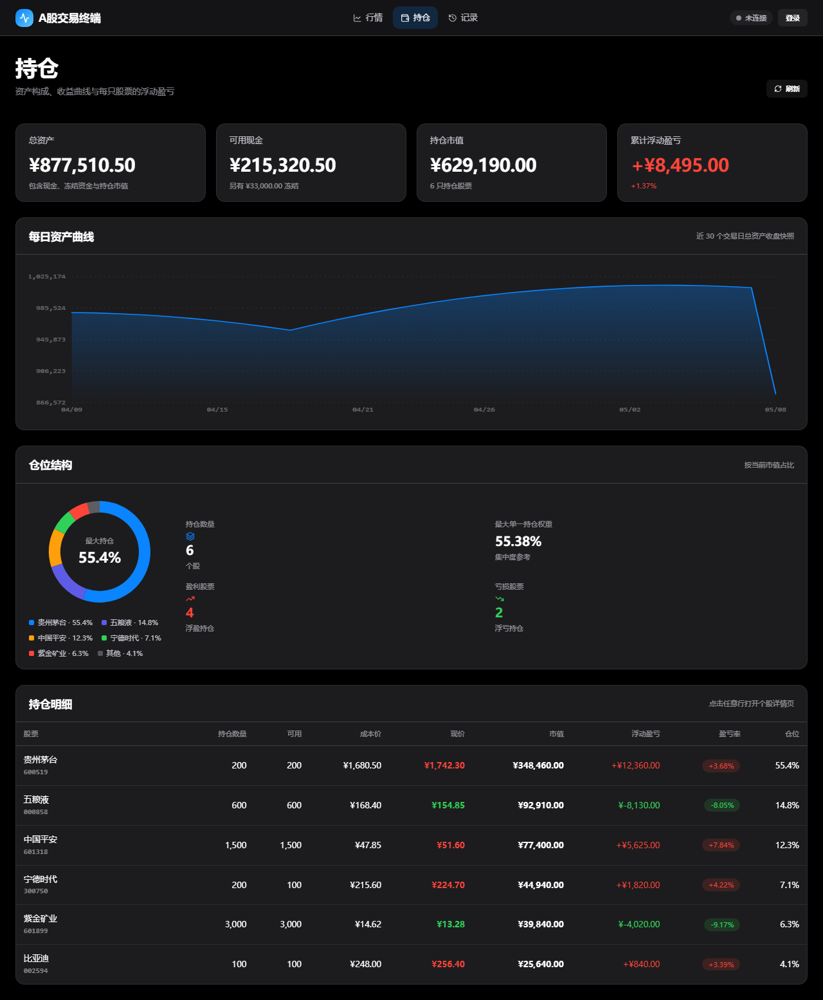 A股交易终端
行情
持仓
记录
未连接
登录
持仓
资产构成、收益曲线与每只股票的浮动盈亏
刷新
总资产
¥877,510.50
包含现金、冻结资金与持仓市值
可用现金
¥215,320.50
另有 ¥33,000.00 冻结
持仓市值
¥629,190.00
6 只持仓股票
累计浮动盈亏
+¥8,495.00
+1.37%
每日资产曲线
近 30 个交易日总资产收盘快照
1,025,174
985,524
945,873
906,223
866,572
04/09
04/15
04/21
04/26
05/02
05/08
仓位结构
按当前市值占比
最大持仓
55.4%
贵州茅台 · 55.4%
五粮液 · 14.8%
中国平安 · 12.3%
宁德时代 · 7.1%
紫金矿业 · 6.3%
其他 · 4.1%
持仓数量
6
个股
最大单一持仓权重
55.38%
集中度参考
盈利股票
4
浮盈持仓
亏损股票
2
浮亏持仓
持仓明细
点击任意行打开个股详情页
股票 持仓数量 可用 成本价 现价 市值 浮动盈亏 盈亏率 仓位
贵州茅台
600519
200 200 ¥1,680.50 ¥1,742.30 ¥348,460.00 +¥12,360.00 +3.68% 55.4%
五粮液
000858
600 600 ¥168.40 ¥154.85 ¥92,910.00 ¥-8,130.00 -8.05% 14.8%
中国平安
601318
1,500 1,500 ¥47.85 ¥51.60 ¥77,400.00 +¥5,625.00 +7.84% 12.3%
宁德时代
300750
200 100 ¥215.60 ¥224.70 ¥44,940.00 +¥1,820.00 +4.22% 7.1%
紫金矿业
601899
3,000 3,000 ¥14.62 ¥13.28 ¥39,840.00 ¥-4,020.00 -9.17% 6.3%
比亚迪
002594
100 100 ¥248.00 ¥256.40 ¥25,640.00 +¥840.00 +3.39% 4.1%